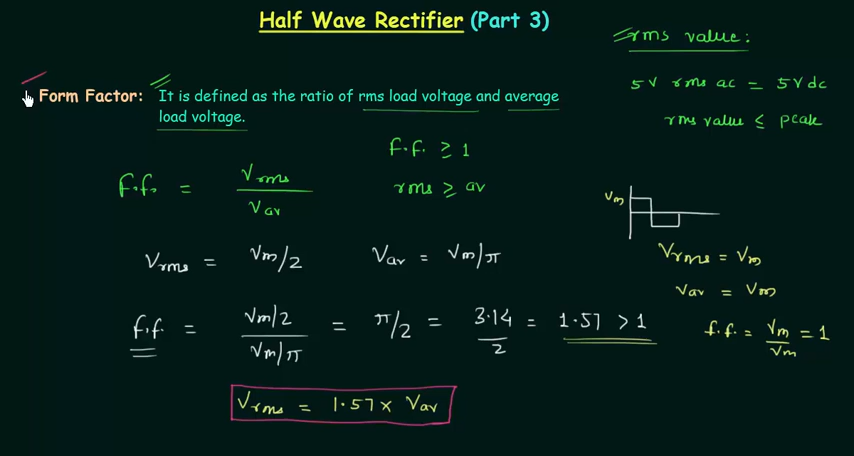 Half Wave Rectifier (Part 3)
rms value:
5V rms ac = 5V dc
rms value ≤ peak
Form Factor: It is defined as the ratio of rms load voltage and average
load voltage.
f.f. ≥ 1
rms ≥ av
f.f. = Vrms / Vav
Vm
Vrms = Vm/2 Vav = Vm/π
Vrms = Vm
Vav = Vm
f.f. = Vm/2 / Vm/π = π/2 = 3.14 / 2 = 1.57 > 1
f.f. = Vm / Vm = 1
Vrms = 1.57 × Vav